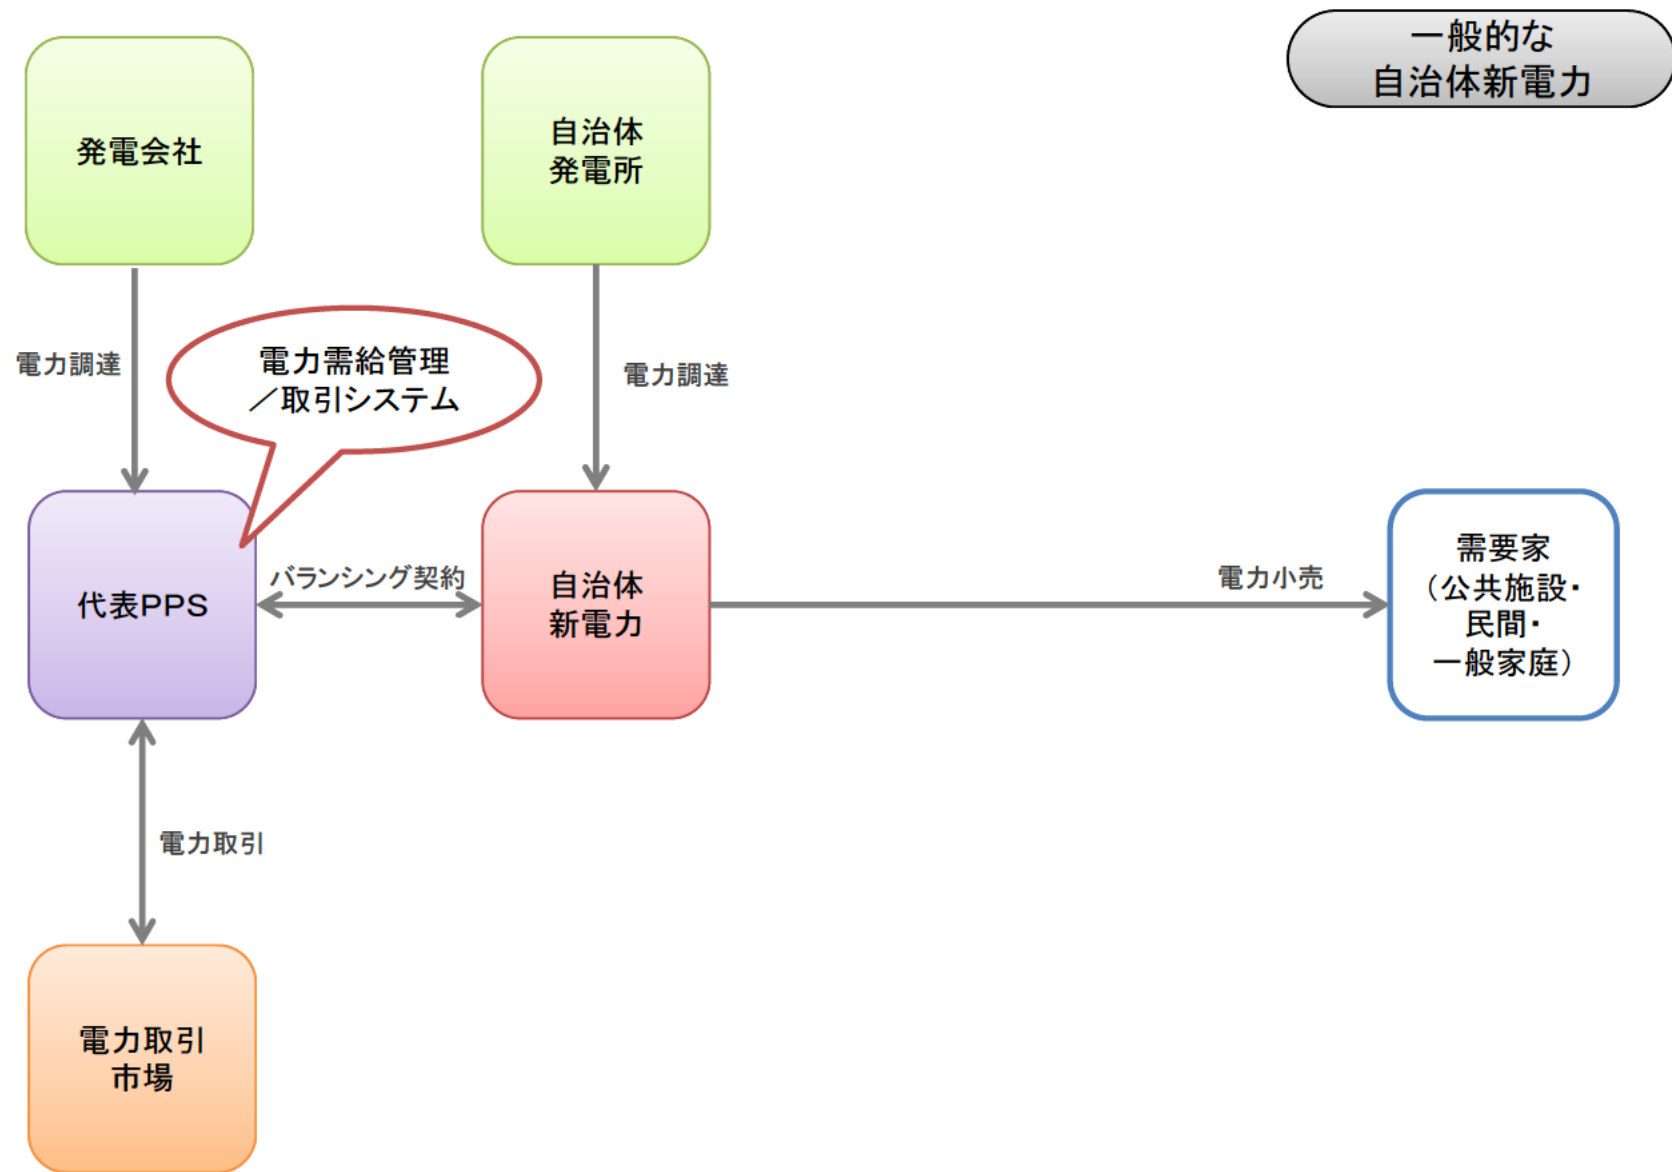 一般的な
自治体新電力
発電会社
自治体
発電所
電力調達
電力需給管理
／取引システム
電力調達
代表PPS
バランシング契約
自治体
新電力
電力小売
需要家
（公共施設・
民間・
一般家庭）
電力取引
電力取引
市場